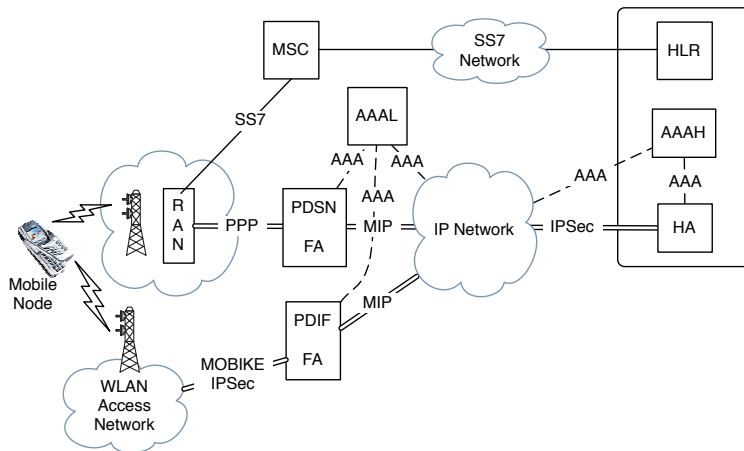 MSC
SS7
Network
HLR
SS7
AAAL
AAAH
AAA
AAA
AAA
AAA
AAA
R
A
N
PPP
PDSN
FA
MIP
IP Network
IPSec
HA
Mobile
Node
MIP
PDIF
FA
MOBIKE
IPSec
WLAN
Access
Network